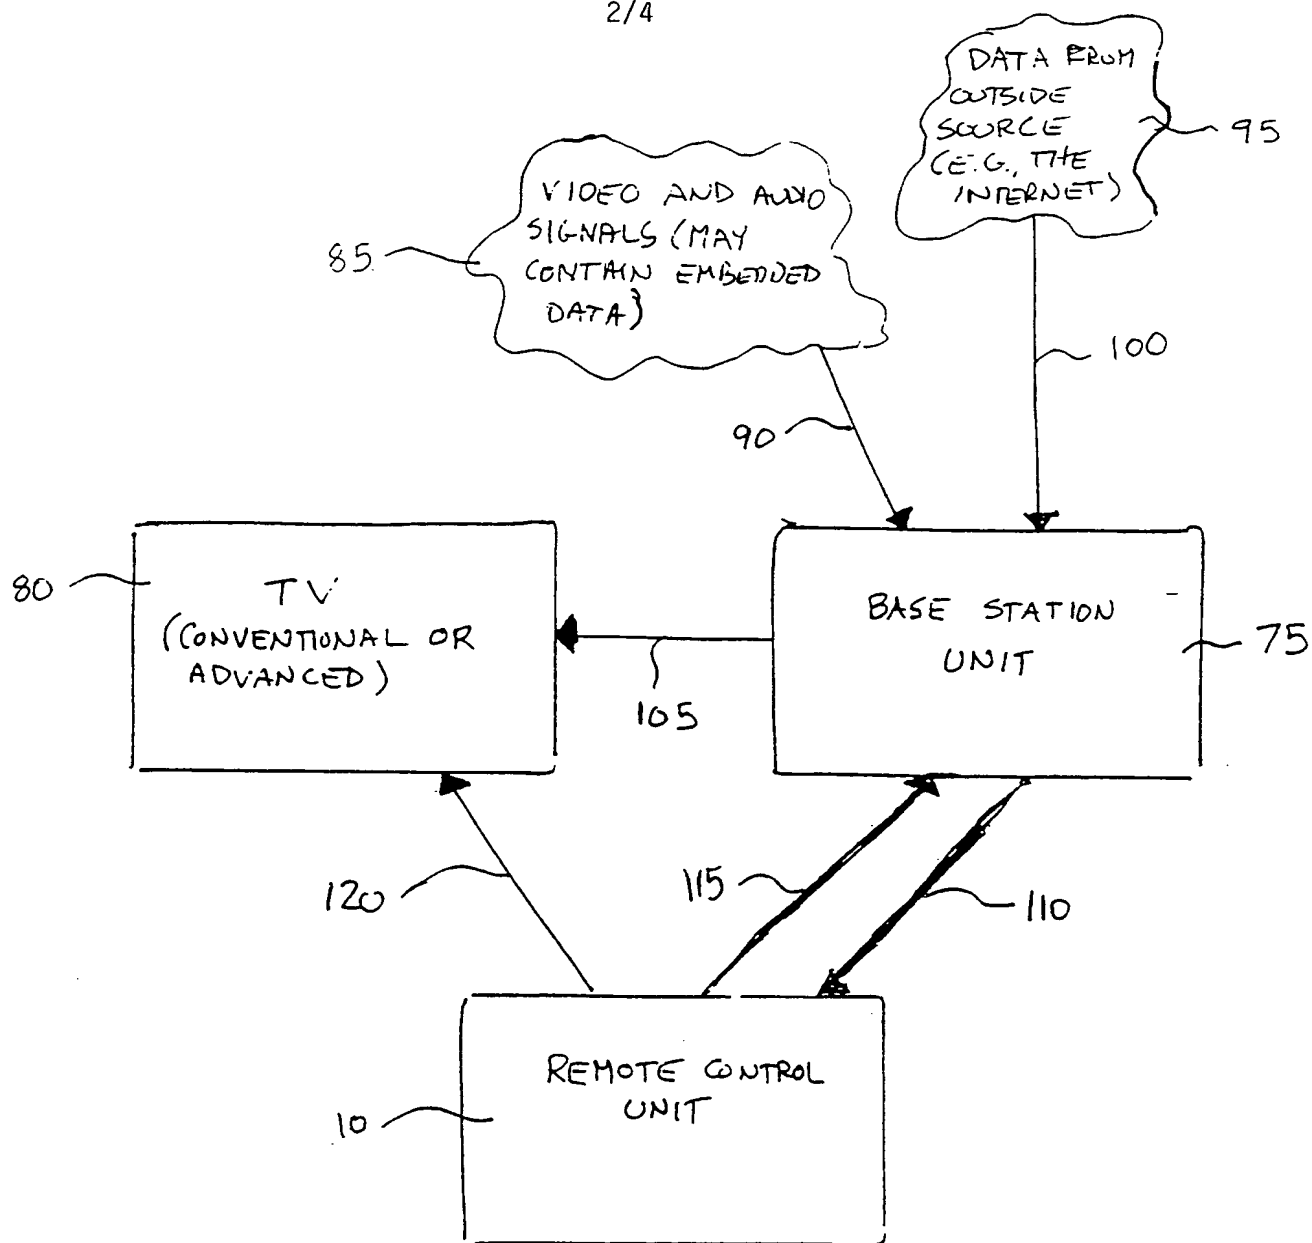 2/4
DATA FROM
OUTSIDE
SOURCE
(E.G., THE
INTERNET)
95
VIDEO AND AUDIO
SIGNALS (MAY
CONTAIN EMBEDDED
DATA)
85
100
90
80
TV
(CONVENTIONAL OR
ADVANCED)
BASE STATION
UNIT
75
105
120
115
110
REMOTE CONTROL
UNIT
10